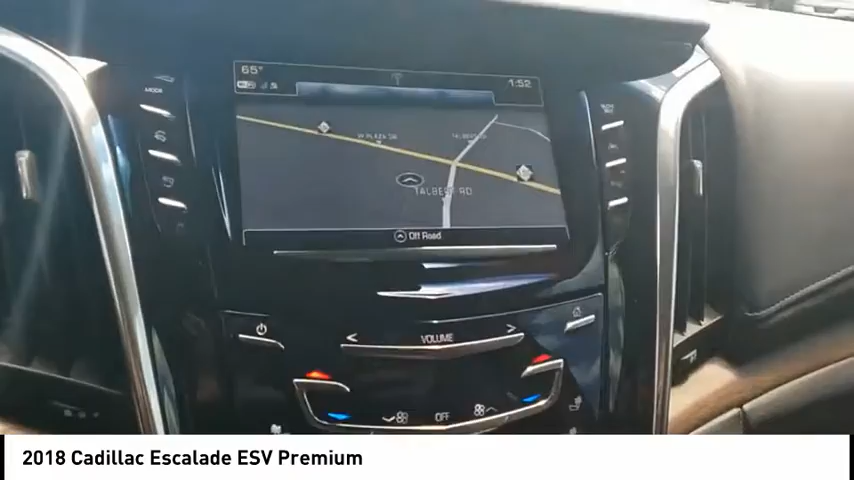 65°
1:52
MODE
W PLAZA DR
TALBERT RD
Off Road
< VOLUME >
OFF
2018 Cadillac Escalade ESV Premium